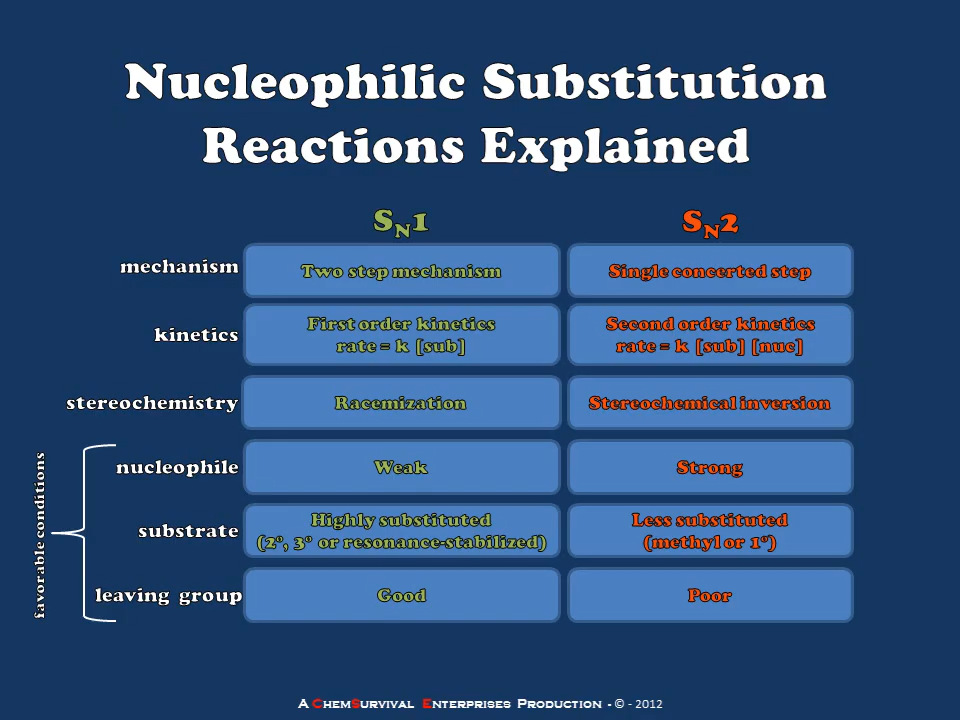 Nucleophilic Substitution
Reactions Explained
SN1
SN2
mechanism
Two step mechanism
Single concerted step
kinetics
First order kinetics
rate = k [sub]
Second order kinetics
rate = k [sub] [nuc]
stereochemistry
Racemization
Stereochemical inversion
favorable conditions
nucleophile
Weak
Strong
substrate
Highly substituted
(2°, 3° or resonance-stabilized)
Less substituted
(methyl or 1°)
leaving group
Good
Poor
A ChemSurvival Enterprises Production - © - 2012